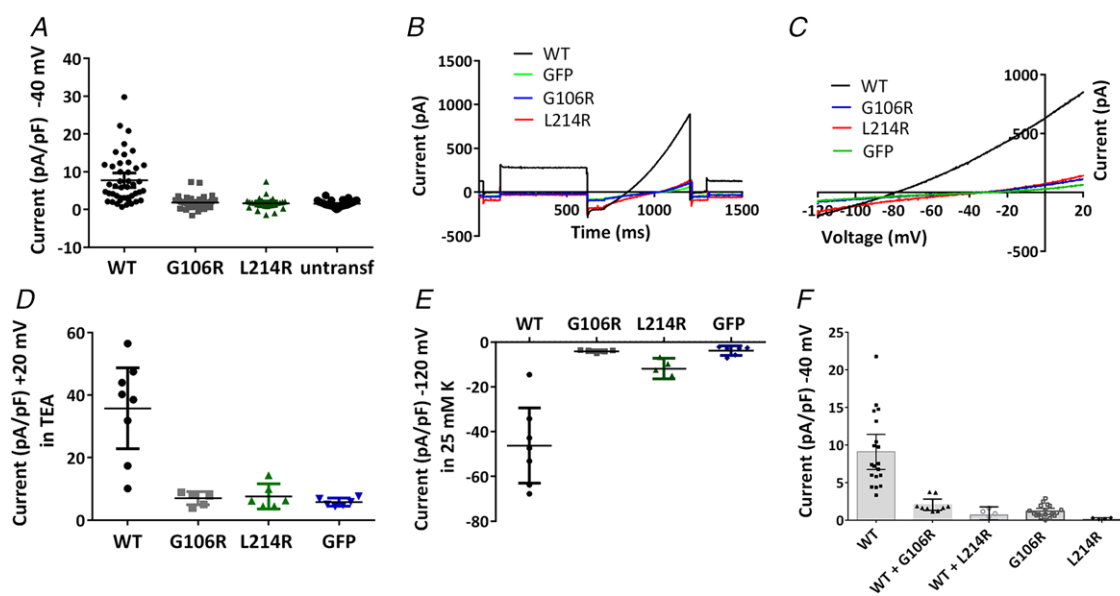 A
Current (pA/pF) -40 mV
40
30
20
10
0
-10
WT
G106R
L214R
untransf
B
Current (pA)
1500
1000
500
0
-500
WT
GFP
G106R
L214R
500
1000
1500
Time (ms)
C
WT
G106R
L214R
GFP
1000
500
-500
Current (pA)
-120
-100
-80
-60
-40
-20
20
Voltage (mV)
D
Current (pA/pF) +20 mV
in TEA
60
40
20
0
WT
G106R
L214R
GFP
E
WT
G106R
L214R
GFP
Current (pA/pF) -120 mV
in 25 mM K
0
-20
-40
-60
-80
F
Current (pA/pF) -40 mV
25
20
15
10
5
0
WT
WT + G106R
WT + L214R
G106R
L214R